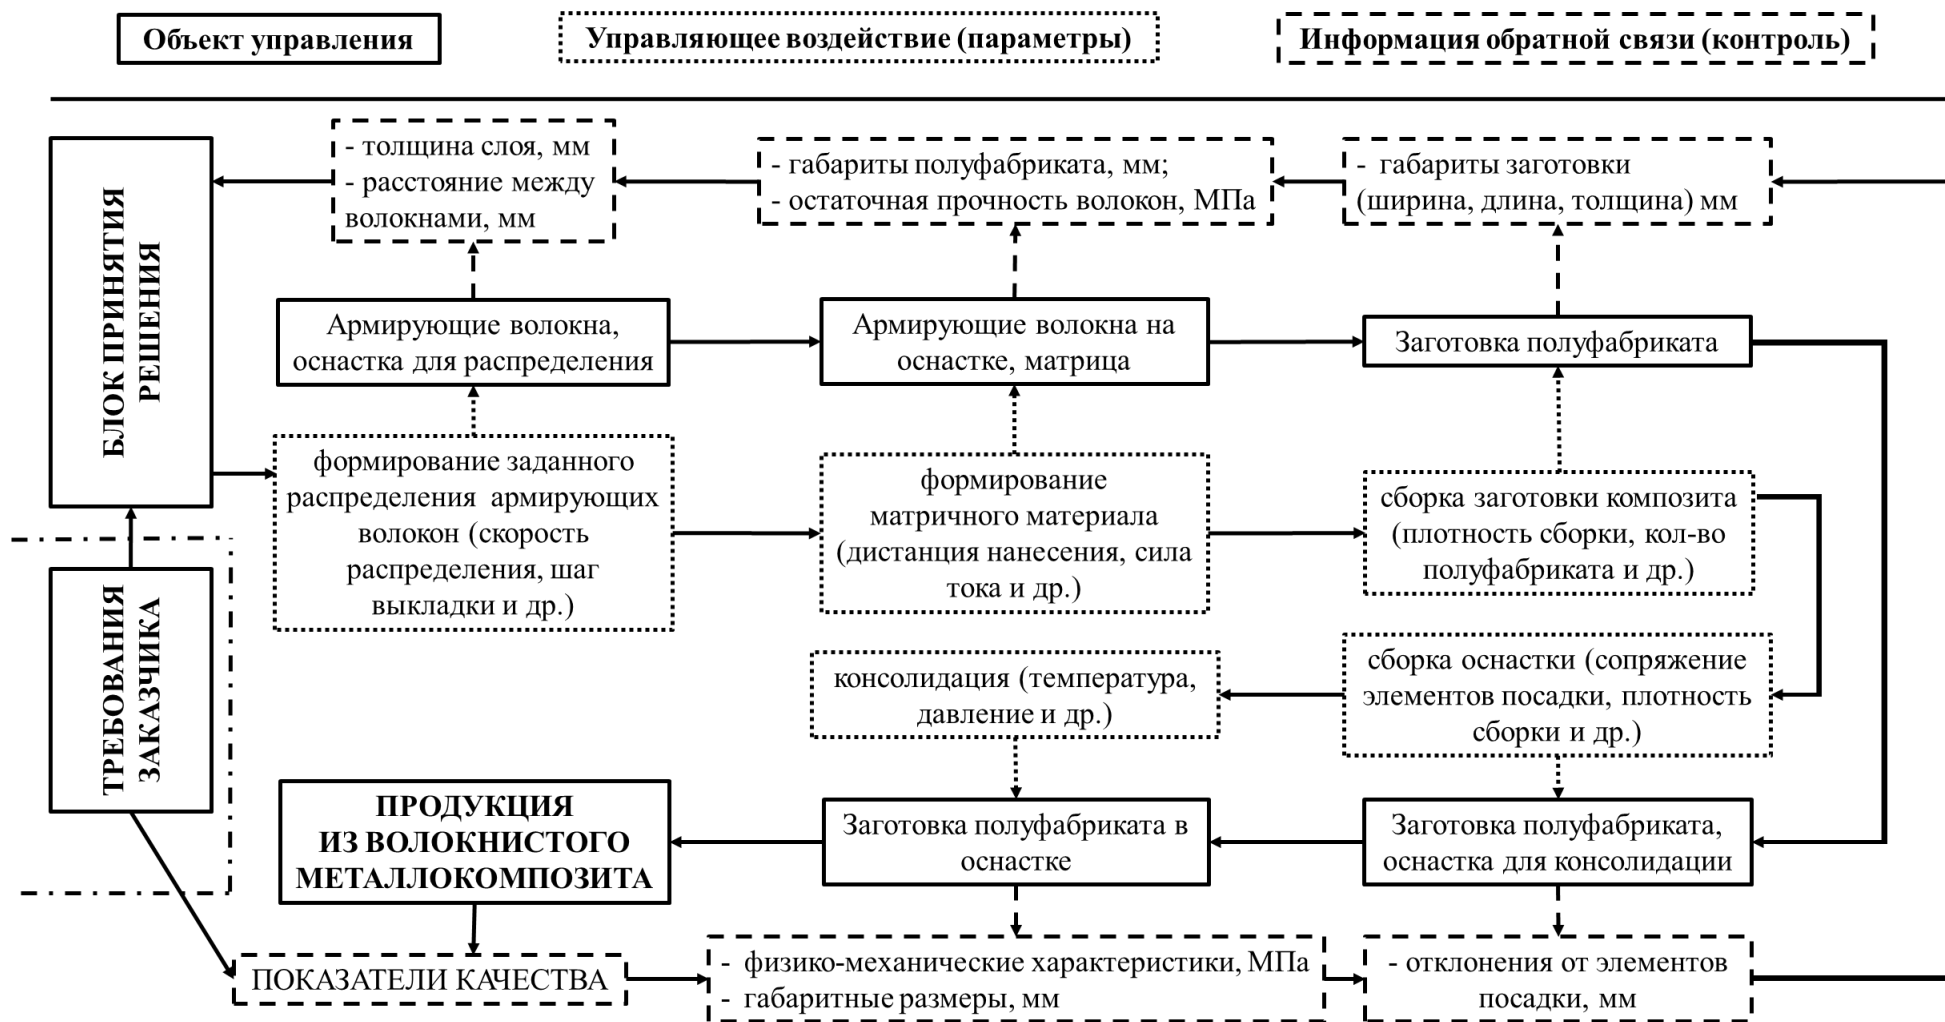 Объект управления
Управляющее воздействие (параметры)
Информация обратной связи (контроль)
БЛОК ПРИНЯТИЯ
РЕШЕНИЯ
- толщина слоя, мм
- расстояние между
волокнами, мм
- габариты полуфабриката, мм;
- остаточная прочность волокон, МПа
- габариты заготовки
(ширина, длина, толщина) мм
Армирующие волокна,
оснастка для распределения
Армирующие волокна на
оснастке, матрица
Заготовка полуфабриката
формирование заданного
распределения армирующих
волокон (скорость
распределения, шаг
выкладки и др.)
формирование
матричного материала
(дистанция нанесения, сила
тока и др.)
сборка заготовки композита
(плотность сборки, кол-во
полуфабриката и др.)
ТРЕБОВАНИЯ
ЗАКАЗЧИКА
консолидация (температура,
давление и др.)
сборка оснастки (сопряжение
элементов посадки, плотность
сборки и др.)
ПРОДУКЦИЯ
ИЗ ВОЛОКНИСТОГО
МЕТАЛЛОКОМПОЗИТА
Заготовка полуфабриката в
оснастке
Заготовка полуфабриката,
оснастка для консолидации
ПОКАЗАТЕЛИ КАЧЕСТВА
- физико-механические характеристики, МПа
- габаритные размеры, мм
- отклонения от элементов
посадки, мм